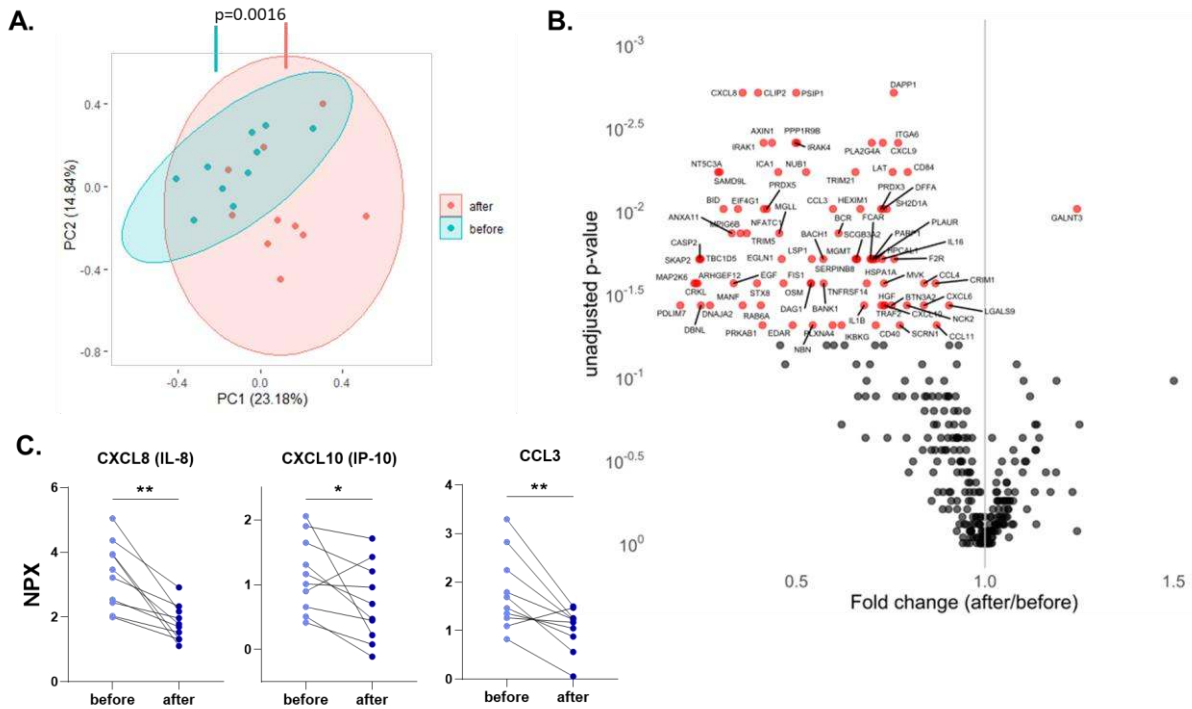 A.
p=0.0016
0.4
0.0
-0.4
-0.8
PC2 (14.84%)
-0.4 0.0 0.4
PC1 (23.18%)
after
before
B.
unadjusted p-value
10-3
10-2.5
10-2
10-1.5
10-1
10-0.5
100
CXCL8 CLIP2 PSIP1 DAPP1
AXIN1 PPP1R9B ITGA6
IRAK1 IRAK4 PLA2G4A CXCL9
NT5C3A ICA1 NUB1 LAT CD84
SAMD9L PRDX5 TRIM21 PRDX3 DFFA
BID EIF4G1 MGLL CCL3 HEXIM1 SH2D1A GALNT3
ANXA11 MPIG6B NFATC1 BCR FCAR PLAUR
CASP2 TRIM5 BACH1 SCGB3A2 PARP1
SKAP2 TBC1D5 EGLN1 LSP1 MGMT HPCAL1 IL16
SERPINB8 F2R
MAP2K6 ARHGEF12 EGF FIS1 HSPA1A MVK CCL4 CRIM1
CRKL MANF STX8 OSM TNFRSF14 HGF BTN3A2 CXCL6
PDLIM7 DNAJA2 RAB6A DAG1 BANK1 TRAF2 CXCL10 LGALS9
DBNL IL1B NCK2
PRKAB1 EDAR PLXNA4 IKBKG CD40 SCRN1 CCL11
NBN
0.5 1.0 1.5
Fold change (after/before)
C.
CXCL8 (IL-8)
**
NPX
6
4
2
0
before after
CXCL10 (IP-10)
*
2
1
0
before after
CCL3
**
4
3
2
1
0
before after